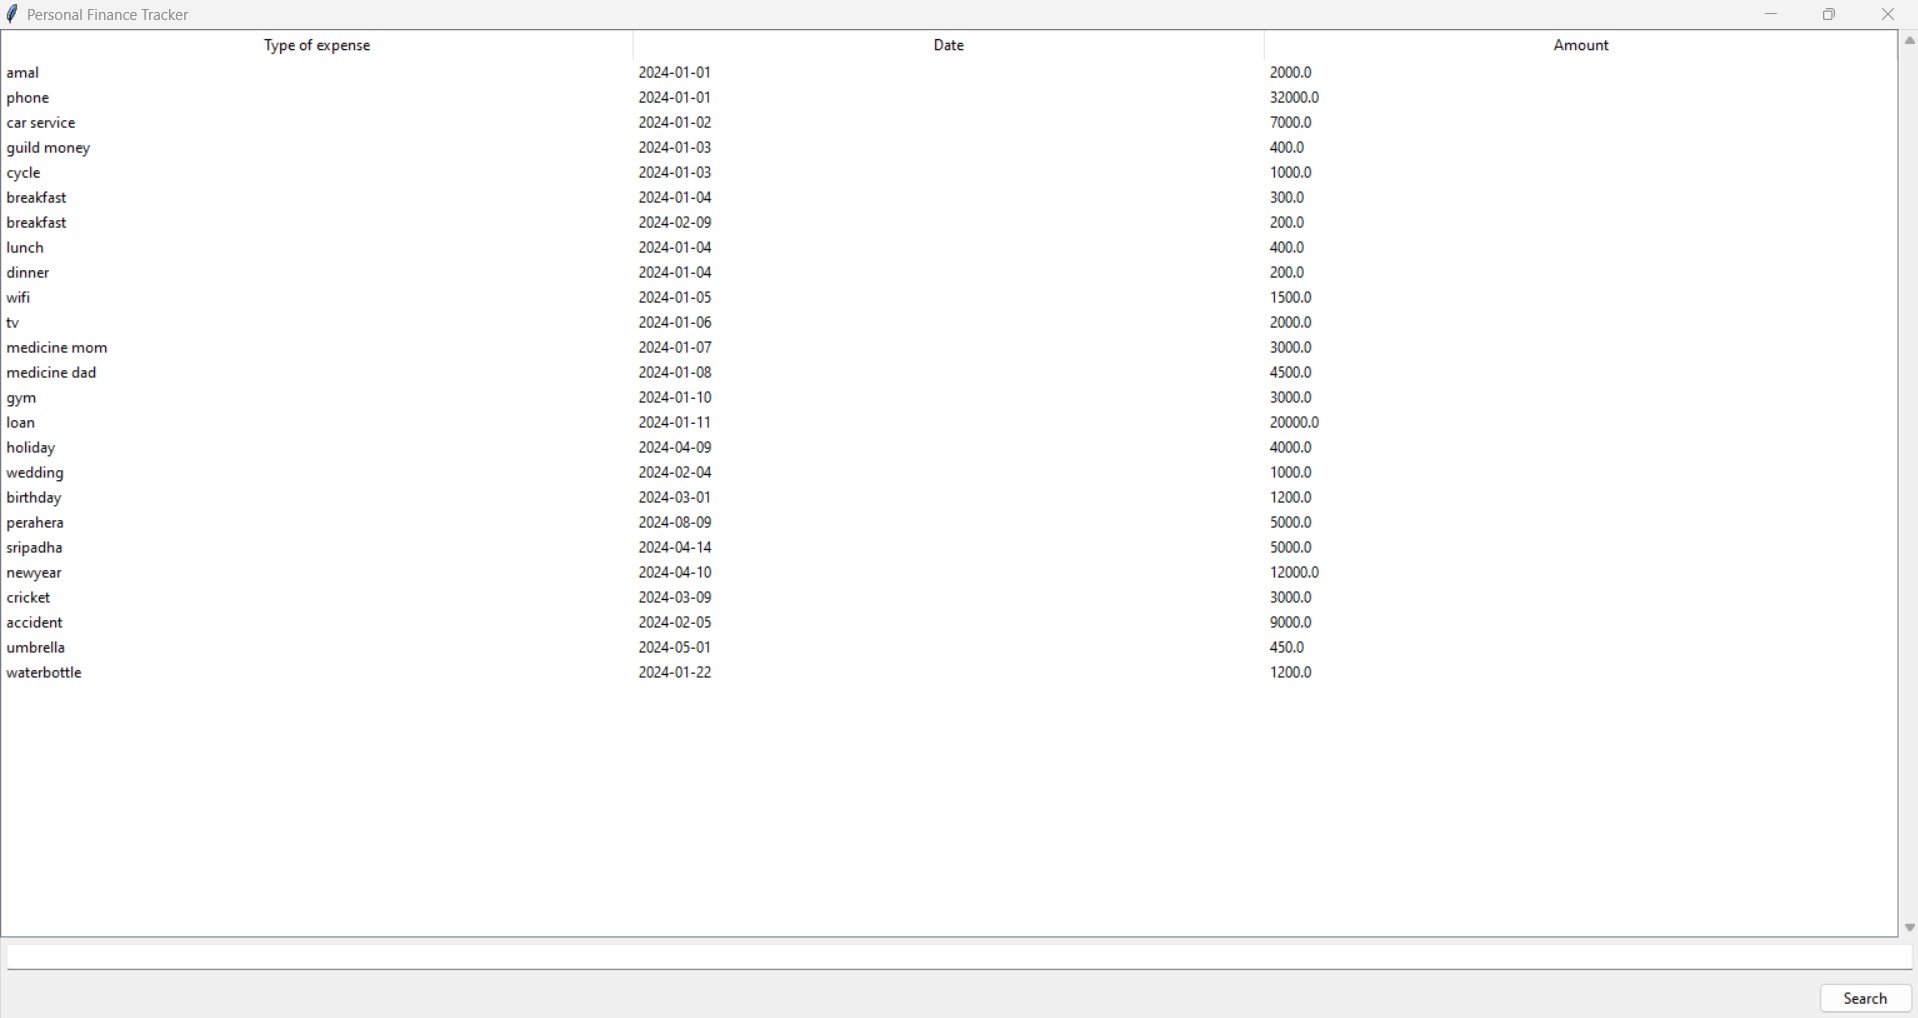 Personal Finance Tracker
Type of expense Date Amount
amal 2024-01-01 2000.0
phone 2024-01-01 32000.0
car service 2024-01-02 7000.0
guild money 2024-01-03 400.0
cycle 2024-01-03 1000.0
breakfast 2024-01-04 300.0
breakfast 2024-02-09 200.0
lunch 2024-01-04 400.0
dinner 2024-01-04 200.0
wifi 2024-01-05 1500.0
tv 2024-01-06 2000.0
medicine mom 2024-01-07 3000.0
medicine dad 2024-01-08 4500.0
gym 2024-01-10 3000.0
loan 2024-01-11 20000.0
holiday 2024-04-09 4000.0
wedding 2024-02-04 1000.0
birthday 2024-03-01 1200.0
perahera 2024-08-09 5000.0
sripadha 2024-04-14 5000.0
newyear 2024-04-10 12000.0
cricket 2024-03-09 3000.0
accident 2024-02-05 9000.0
umbrella 2024-05-01 450.0
waterbottle 2024-01-22 1200.0
Search